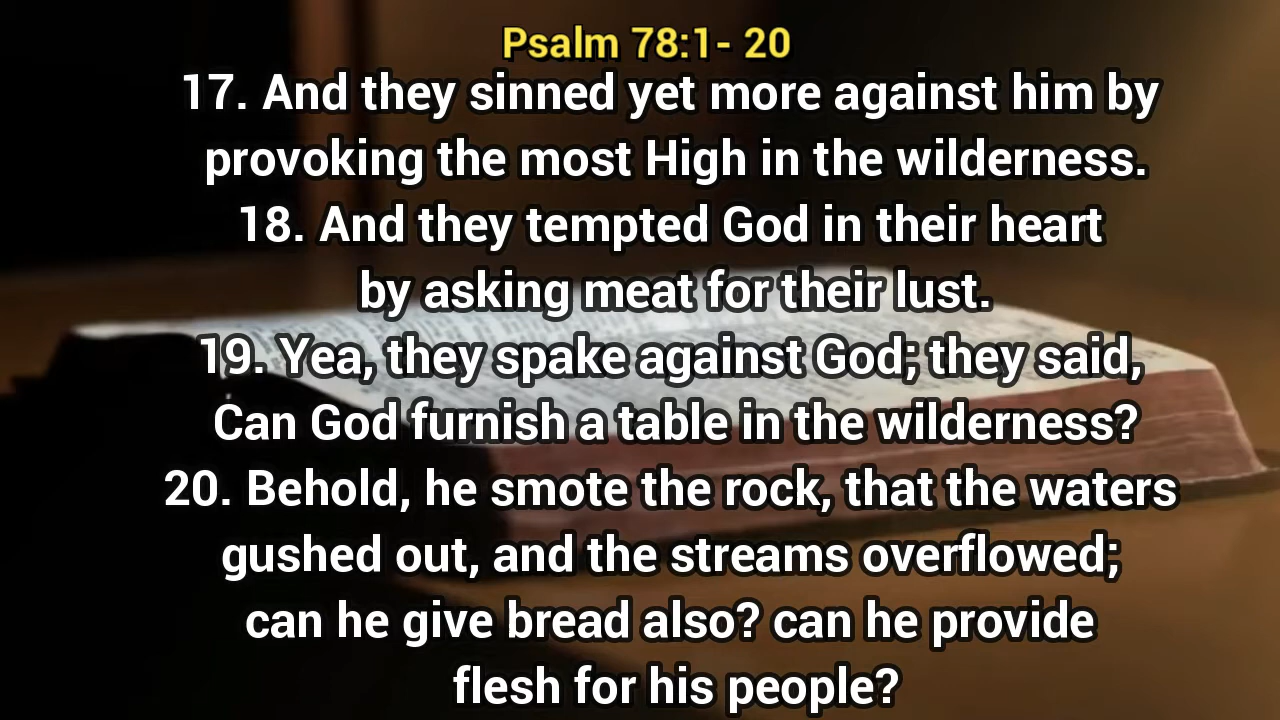 Psalm 78:1- 20
17. And they sinned yet more against him by
provoking the most High in the wilderness.
18. And they tempted God in their heart
by asking meat for their lust.
19. Yea, they spake against God; they said,
Can God furnish a table in the wilderness?
20. Behold, he smote the rock, that the waters
gushed out, and the streams overflowed;
can he give bread also? can he provide
flesh for his people?